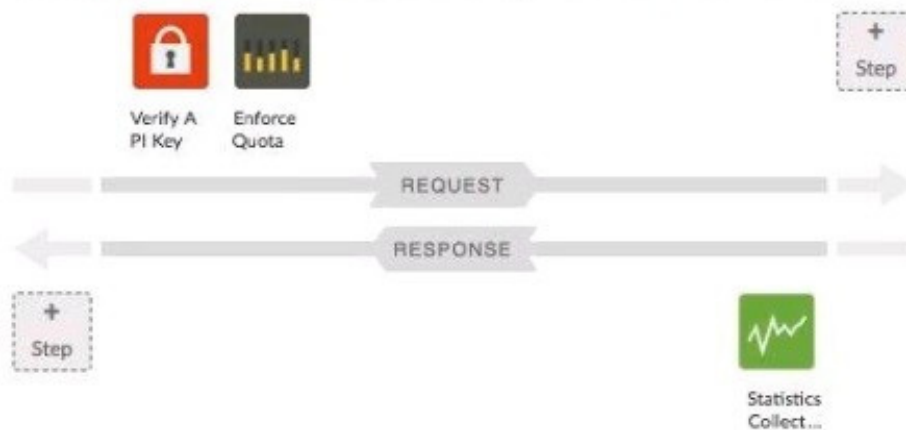 +
Step
Verify A
PI Key
Enforce
Quota
REQUEST
RESPONSE
+
Step
Statistics
Collect...